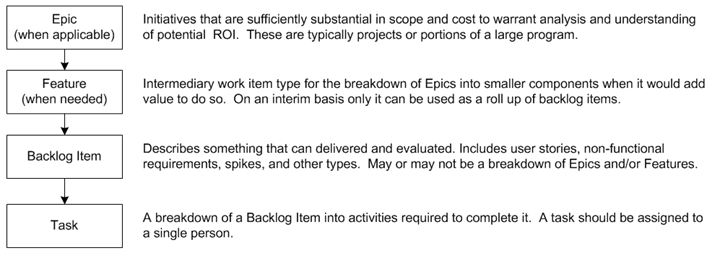 Epic
(when applicable)
Initiatives that are sufficiently substantial in scope and cost to warrant analysis and understanding
of potential ROI. These are typically projects or portions of a large program.
Feature
(when needed)
Intermediary work item type for the breakdown of Epics into smaller components when it would add
value to do so. On an interim basis only it can be used as a roll up of backlog items.
Backlog Item
Describes something that can delivered and evaluated. Includes user stories, non-functional
requirements, spikes, and other types. May or may not be a breakdown of Epics and/or Features.
Task
A breakdown of a Backlog Item into activities required to complete it. A task should be assigned to
a single person.